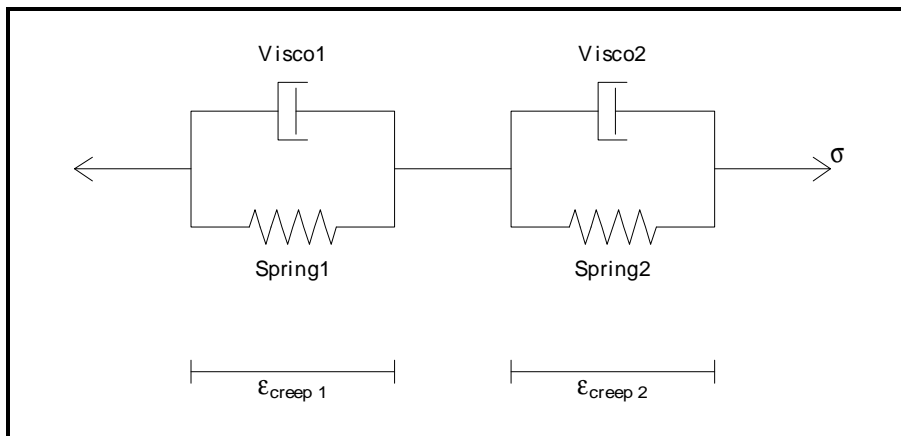 Visco1 Visco2
σ
Spring1 Spring2
εcreep 1 εcreep 2